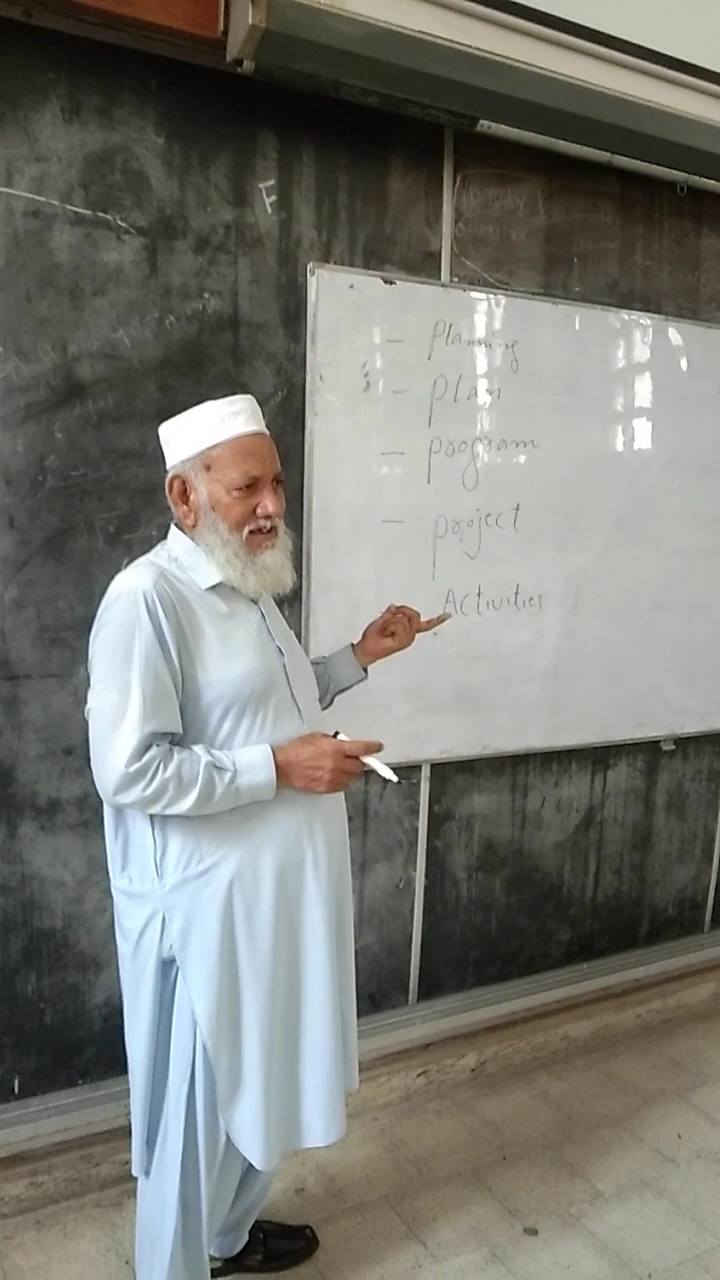 F
- Planning
- Plan
- program
- project
Activities